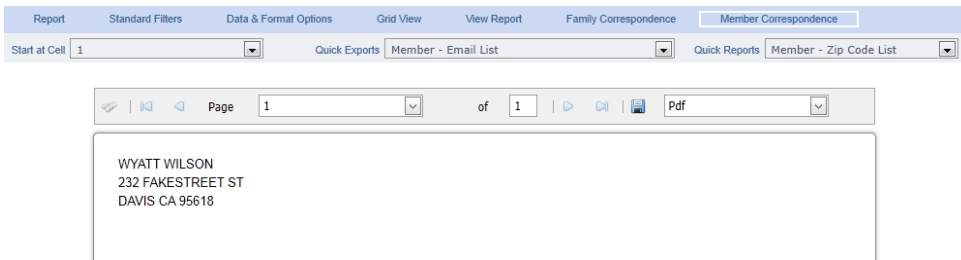 Report Standard Filters Data & Format Options Grid View View Report Family Correspondence Member Correspondence
Start at Cell 1 Quick Exports Member - Email List Quick Reports Member - Zip Code List
Page 1 of 1 Pdf
WYATT WILSON
232 FAKESTREET ST
DAVIS CA 95618